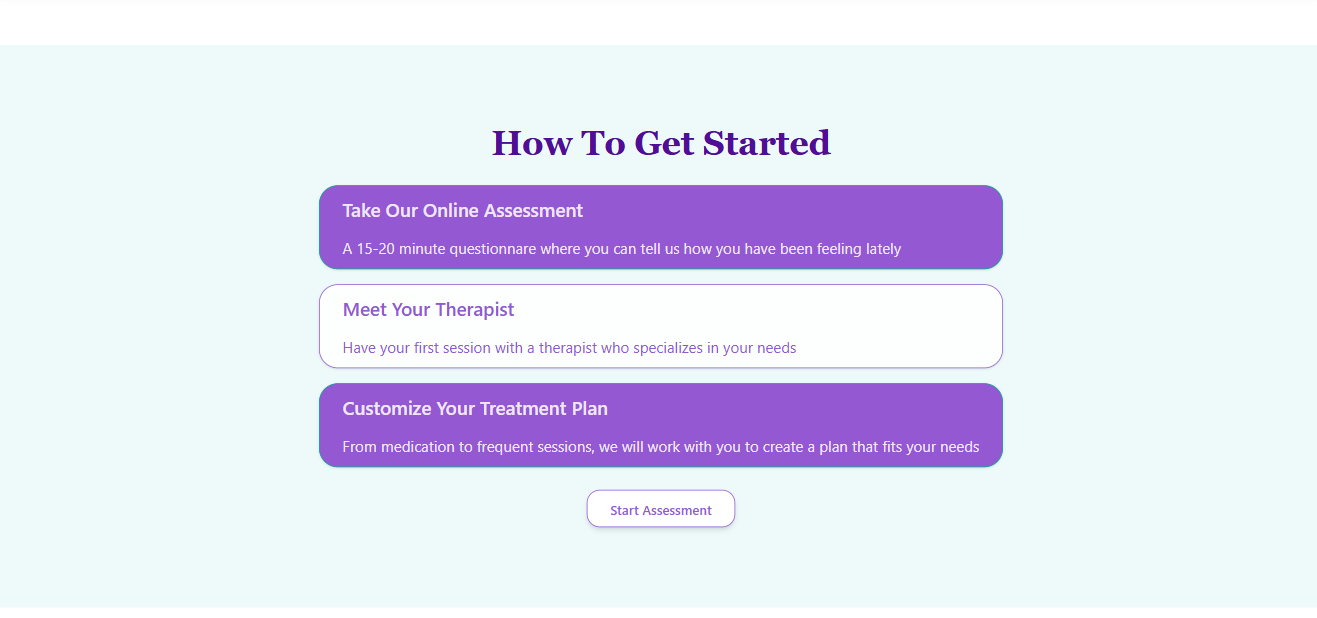 How To Get Started
Take Our Online Assessment
A 15-20 minute questionnare where you can tell us how you have been feeling lately
Meet Your Therapist
Have your first session with a therapist who specializes in your needs
Customize Your Treatment Plan
From medication to frequent sessions, we will work with you to create a plan that fits your needs
Start Assessment